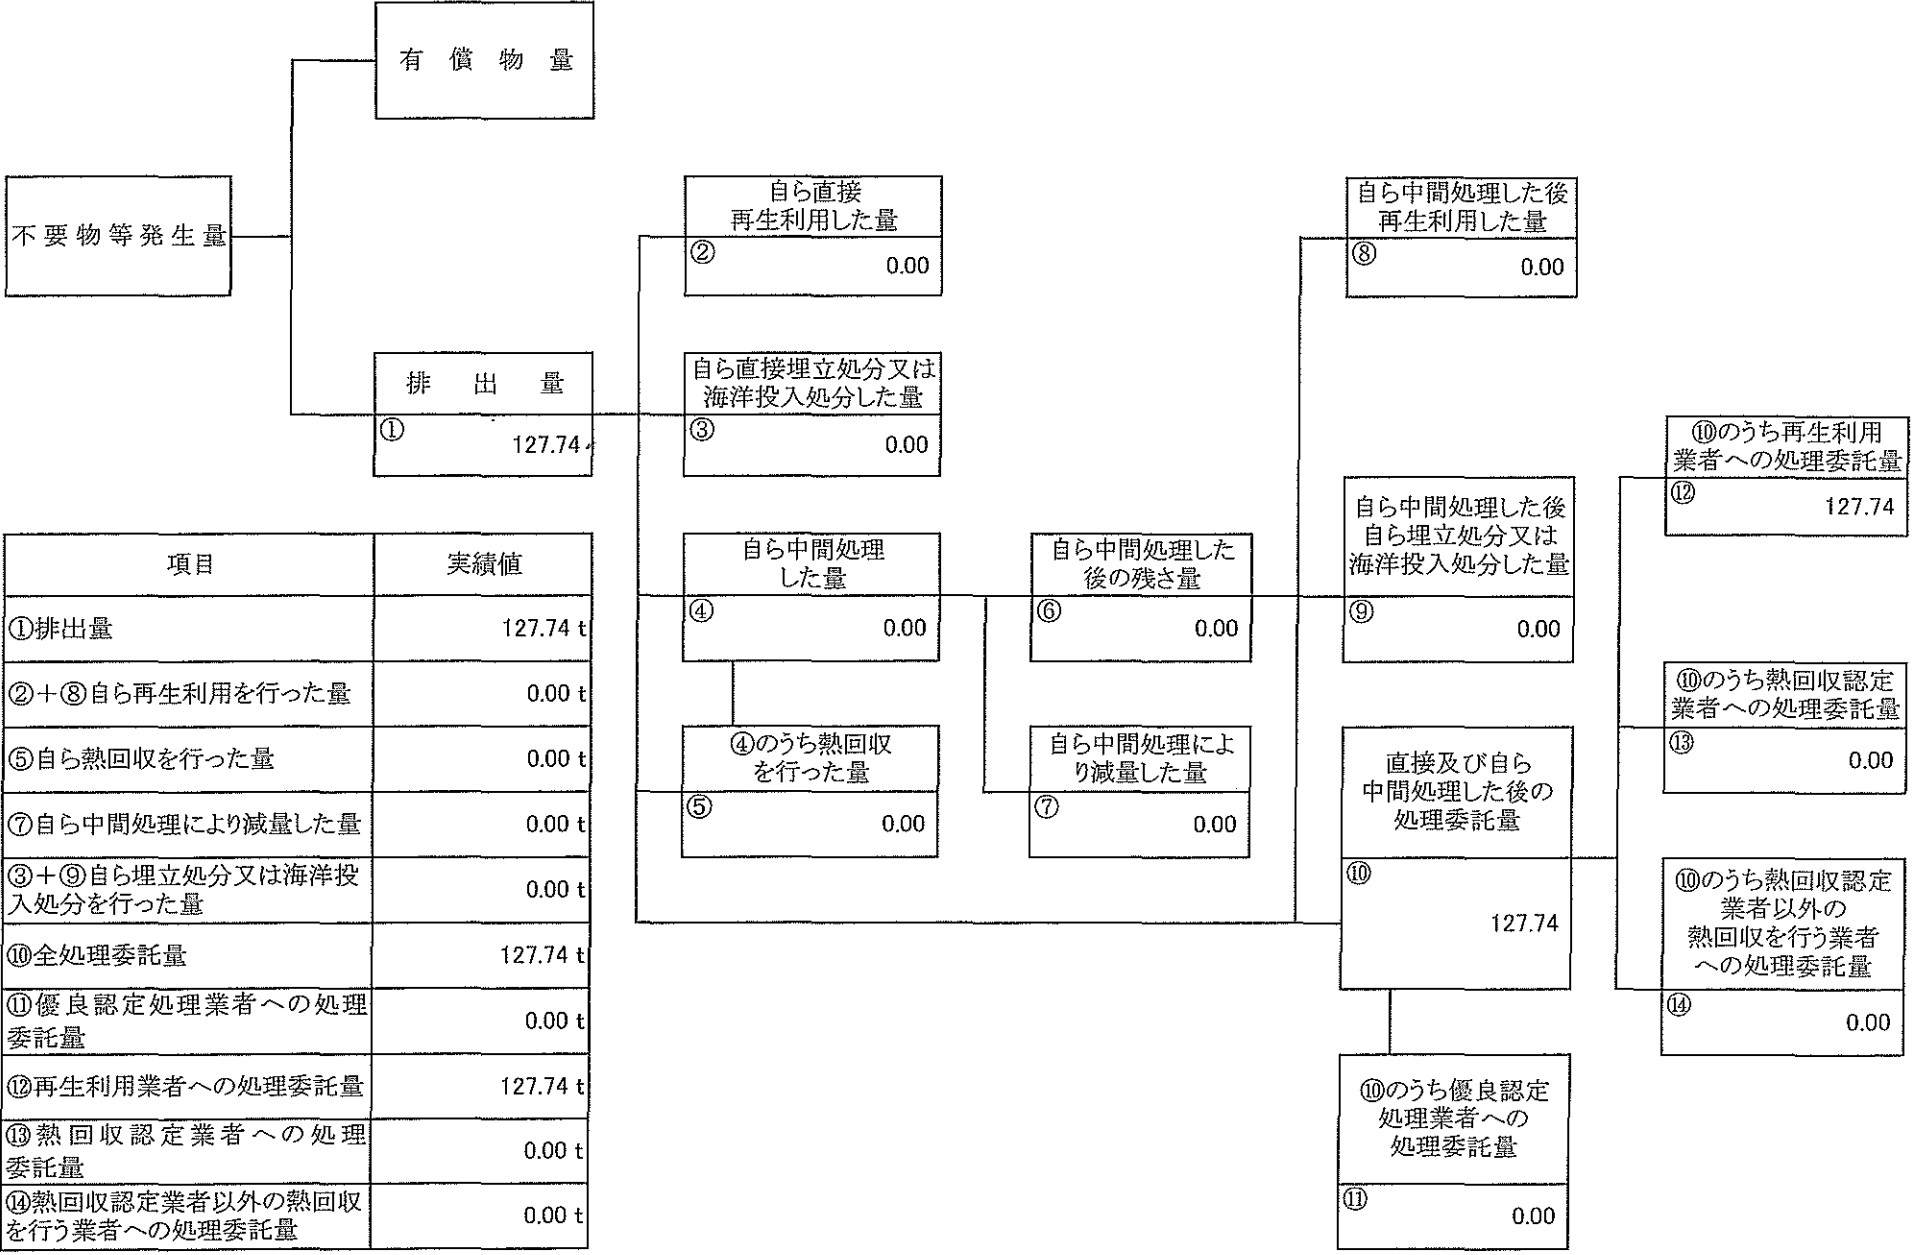 有償物量
不要物等発生量
排出量
①
127.74
自ら直接
再生利用した量
②
0.00
自ら直接埋立処分又は
海洋投入処分した量
③
0.00
自ら中間処理
した量
④
0.00
④のうち熱回収
を行った量
⑤
0.00
自ら中間処理した
後の残さ量
⑥
0.00
自ら中間処理によ
り減量した量
⑦
0.00
自ら中間処理した後
再生利用した量
⑧
0.00
自ら中間処理した後
自ら埋立処分又は
海洋投入処分した量
⑨
0.00
直接及び自ら
中間処理した後の
処理委託量
⑩
127.74
⑩のうち優良認定
処理業者への
処理委託量
⑪
0.00
⑩のうち再生利用
業者への処理委託量
⑫
127.74
⑩のうち熱回収認定
業者への処理委託量
⑬
0.00
⑩のうち熱回収認定
業者以外の
熱回収を行う業者
への処理委託量
⑭
0.00
項目 実績値
①排出量 127.74 t
②+⑧自ら再生利用を行った量 0.00 t
⑤自ら熱回収を行った量 0.00 t
⑦自ら中間処理により減量した量 0.00 t
③+⑨自ら埋立処分又は海洋投
入処分を行った量 0.00 t
⑩全処理委託量 127.74 t
⑪優良認定処理業者への処理
委託量 0.00 t
⑫再生利用業者への処理委託量 127.74 t
⑬熱回収認定業者への処理
委託量 0.00 t
⑭熱回収認定業者以外の熱回収
を行う業者への処理委託量 0.00 t